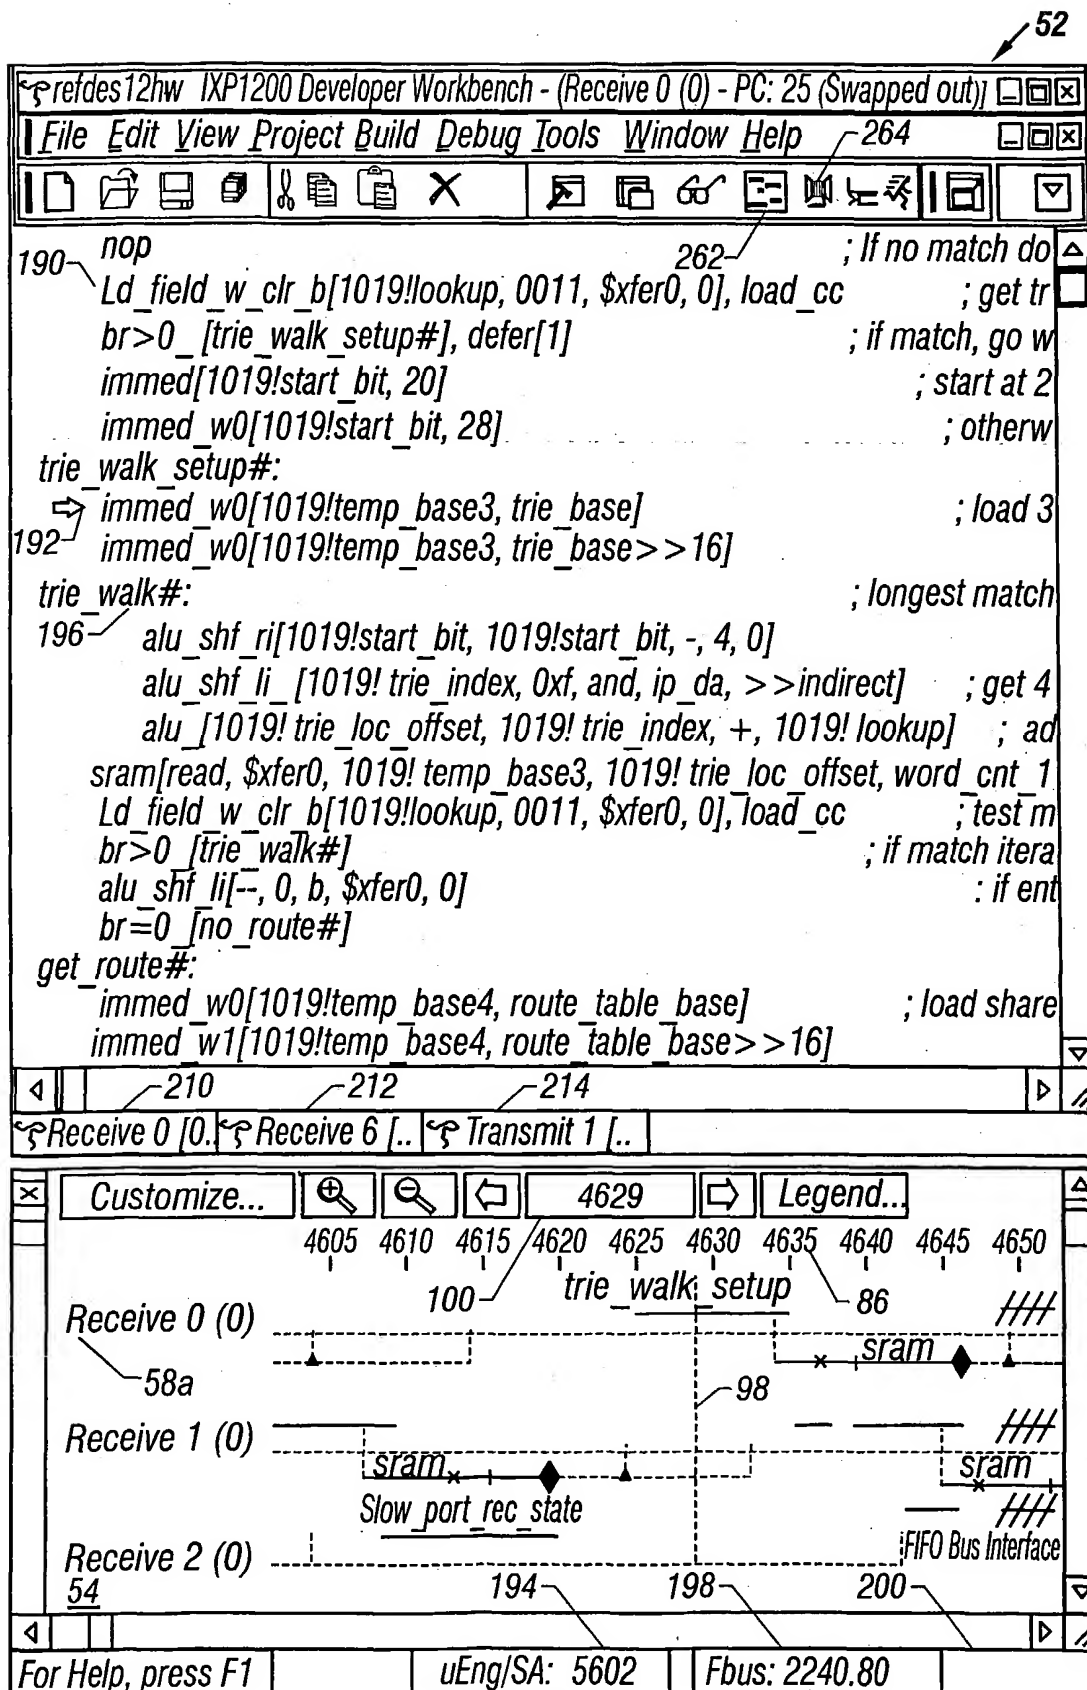 52
refdes12hw IXP1200 Developer Workbench - (Receive 0 (0) - PC: 25 (Swapped out)]
File Edit View Project Build Debug Tools Window Help 264
262
nop ; If no match do
190
Ld_field_w_clr_b[1019!lookup, 0011, $xfer0, 0], load_cc ; get tr
br>0_ [trie_walk_setup#], defer[1] ; if match, go w
immed[1019!start_bit, 20] ; start at 2
immed_w0[1019!start_bit, 28] ; otherw
trie_walk_setup#:
immed_w0[1019!temp_base3, trie_base] ; load 3
192 immed_w0[1019!temp_base3, trie_base>>16]
trie_walk#: ; longest match
196 alu_shf_ri[1019!start_bit, 1019!start_bit, -, 4, 0]
alu_shf_li_[1019! trie_index, 0xf, and, ip_da, >>indirect] ; get 4
alu_[1019! trie_loc_offset, 1019! trie_index, +, 1019! lookup] ; ad
sram[read, $xfer0, 1019! temp_base3, 1019! trie_loc_offset, word_cnt_1
Ld_field_w_clr_b[1019!lookup, 0011, $xfer0, 0], load_cc ; test m
br>0_[trie_walk#] ; if match itera
alu_shf_li[--, 0, b, $xfer0, 0] : if ent
br=0_[no_route#]
get_route#:
immed_w0[1019!temp_base4, route_table_base] ; load share
immed_w1[1019!temp_base4, route_table_base>>16]
210 212 214
Receive 0 [0.. Receive 6 [.. Transmit 1 [..
Customize... 4629 Legend...
4605 4610 4615 4620 4625 4630 4635 4640 4645 4650
100 trie_walk_setup 86
Receive 0 (0)
sram
58a 98
Receive 1 (0)
sram sram
Slow_port_rec_state
Receive 2 (0) FIFO Bus Interface
54 194 198 200
For Help, press F1 uEng/SA: 5602 Fbus: 2240.80